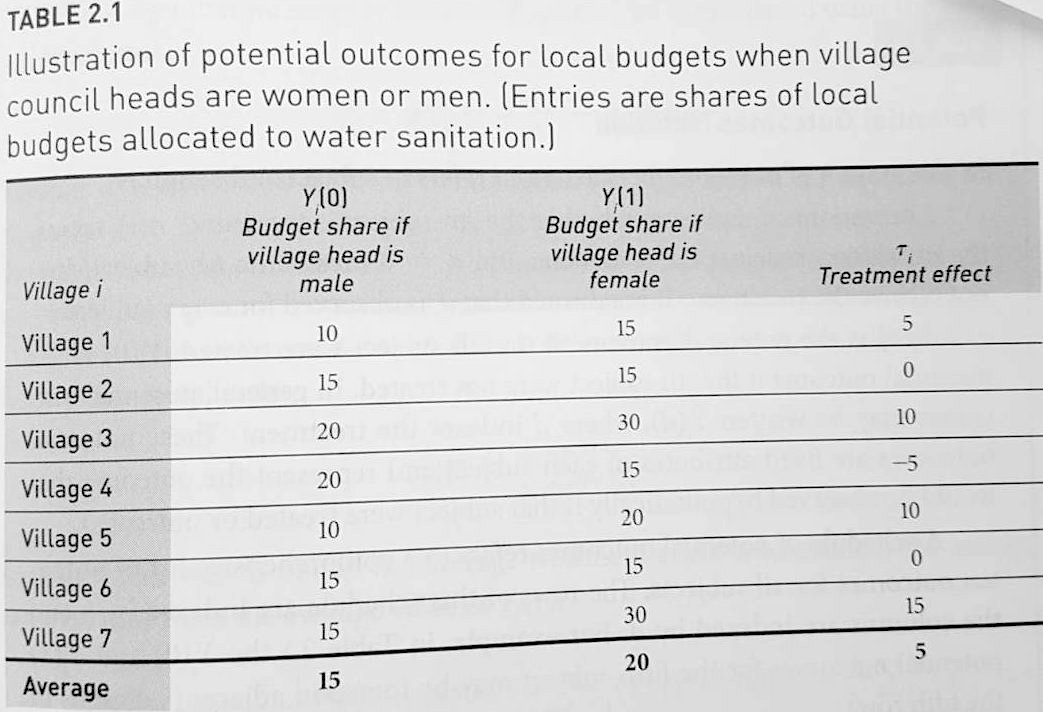 TABLE 2.1
Illustration of potential outcomes for local budgets when village
council heads are women or men. (Entries are shares of local
budgets allocated to water sanitation.)
Village i Yᵢ(0) Budget share if village head is male Yᵢ(1) Budget share if village head is female τᵢ Treatment effect
Village 1 10 15 5
Village 2 15 15 0
Village 3 20 30 10
Village 4 20 15 −5
Village 5 10 20 10
Village 6 15 15 0
Village 7 15 30 15
Average 15 20 5